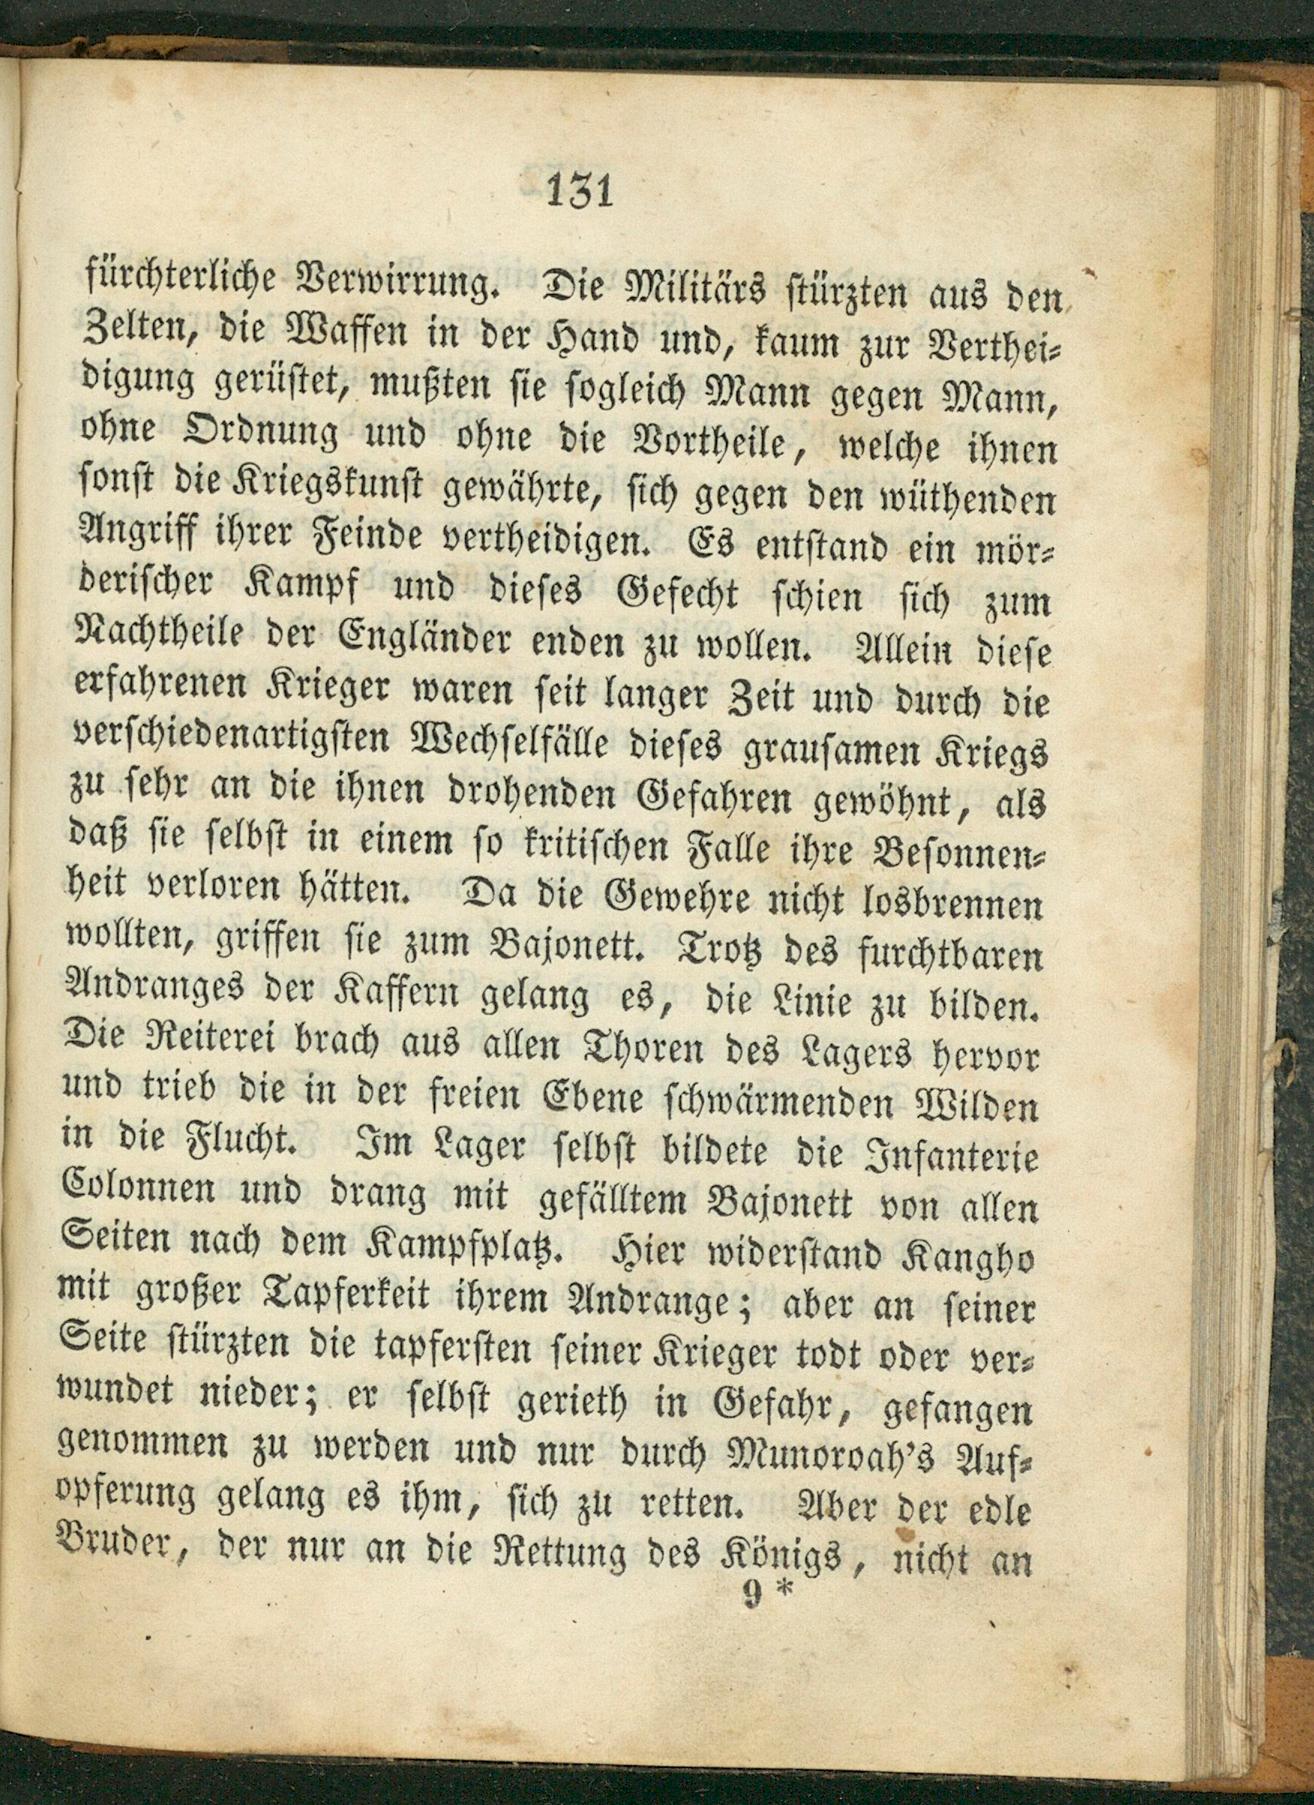 131
fürchterliche Verwirrung. Die Militärs stürzten aus den
Zelten, die Waffen in der Hand und, kaum zur Verthei-
digung gerüstet, mußten sie sogleich Mann gegen Mann,
ohne Ordnung und ohne die Vortheile, welche ihnen
sonst die Kriegskunst gewährte, sich gegen den wüthenden
Angriff ihrer Feinde vertheidigen. Es entstand ein mör-
derischer Kampf und dieses Gefecht schien sich zum
Nachtheile der Engländer enden zu wollen. Allein diese
erfahrenen Krieger waren seit langer Zeit und durch die
verschiedenartigsten Wechselfälle dieses grausamen Kriegs
zu sehr an die ihnen drohenden Gefahren gewöhnt, als
daß sie selbst in einem so kritischen Falle ihre Besonnen-
heit verloren hätten. Da die Gewehre nicht losbrennen
wollten, griffen sie zum Bajonett. Trotz des furchtbaren
Andranges der Kaffern gelang es, die Linie zu bilden.
Die Reiterei brach aus allen Thoren des Lagers hervor
und trieb die in der freien Ebene schwärmenden Wilden
in die Flucht. Im Lager selbst bildete die Infanterie
Colonnen und drang mit gefälltem Bajonett von allen
Seiten nach dem Kampfplatz. Hier widerstand Kangho
mit großer Tapferkeit ihrem Andrange; aber an seiner
Seite stürzten die tapfersten seiner Krieger todt oder ver-
wundet nieder; er selbst gerieth in Gefahr, gefangen
genommen zu werden und nur durch Munoroah's Auf-
opferung gelang es ihm, sich zu retten. Aber der edle
Bruder, der nur an die Rettung des Königs, nicht an
9 *